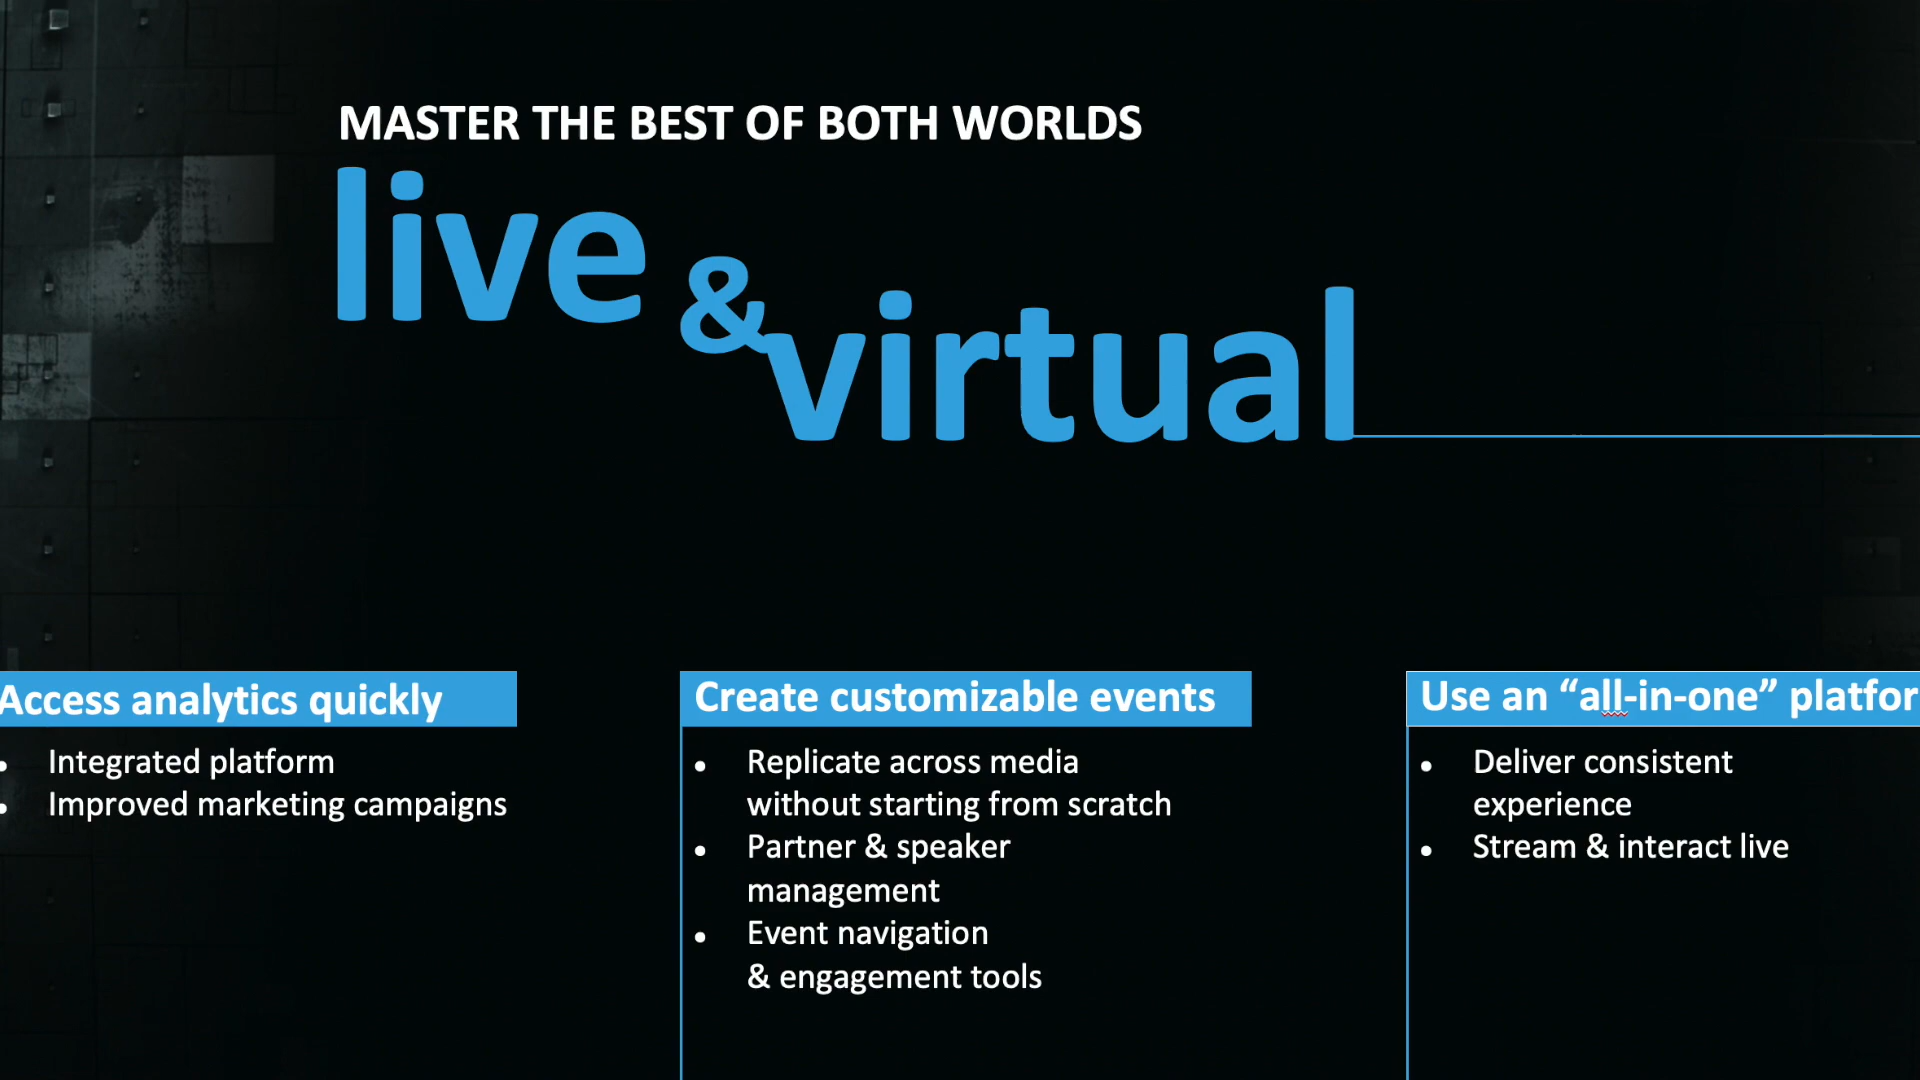 MASTER THE BEST OF BOTH WORLDS
live & virtual
Access analytics quickly
• Integrated platform
• Improved marketing campaigns
Create customizable events
• Replicate across media
without starting from scratch
• Partner & speaker
management
• Event navigation
& engagement tools
Use an “all-in-one” platfor
• Deliver consistent
experience
• Stream & interact live